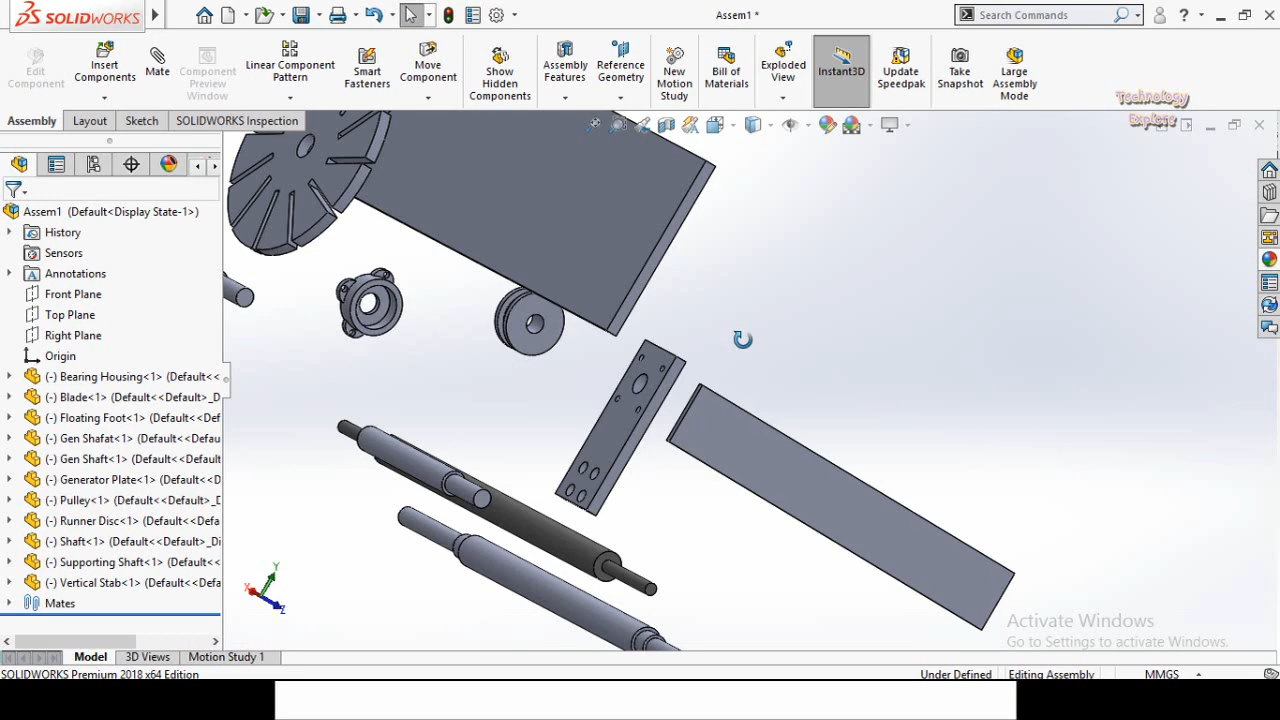 SOLIDWORKS
Assem1 *
Search Commands
?
Edit Component
Insert Components
Mate
Component Preview Window
Linear Component Pattern
Smart Fasteners
Move Component
Show Hidden Components
Assembly Features
Reference Geometry
New Motion Study
Bill of Materials
Exploded View
Instant3D
Update Speedpak
Take Snapshot
Large Assembly Mode
Technology
Explore
Assembly
Layout
Sketch
SOLIDWORKS Inspection
Assem1 (Default<Display State-1>)
History
Sensors
Annotations
Front Plane
Top Plane
Right Plane
Origin
(-) Bearing Housing<1> (Default<<
(-) Blade<1> (Default<<Default>_D
(-) Floating Foot<1> (Default<<Def
(-) Gen Shafat<1> (Default<<Defau
(-) Gen Shaft<1> (Default<<Default
(-) Generator Plate<1> (Default<<D
(-) Pulley<1> (Default<<Default>_D
(-) Runner Disc<1> (Default<<Defa
(-) Shaft<1> (Default<<Default>_Di
(-) Supporting Shaft<1> (Default<<
(-) Vertical Stab<1> (Default<<Defa
Mates
Y
X
Z
Activate Windows
Go to Settings to activate Windows.
Model
3D Views
Motion Study 1
SOLIDWORKS Premium 2018 x64 Edition
Under Defined
Editing Assembly
MMGS